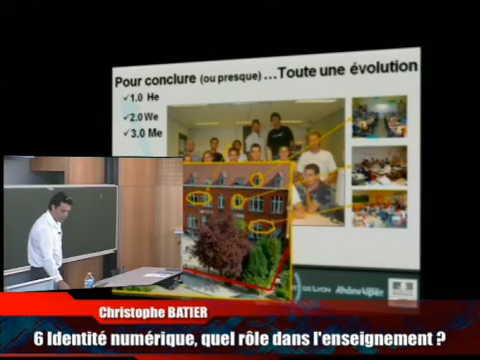 Pour conclure (ou presque) ...Toute une évolution
✓1.0 He
✓2.0 We
✓3.0 Me
DE LYON RhôneAlpes
Christophe BATIER
6 Identité numérique, quel rôle dans l'enseignement ?